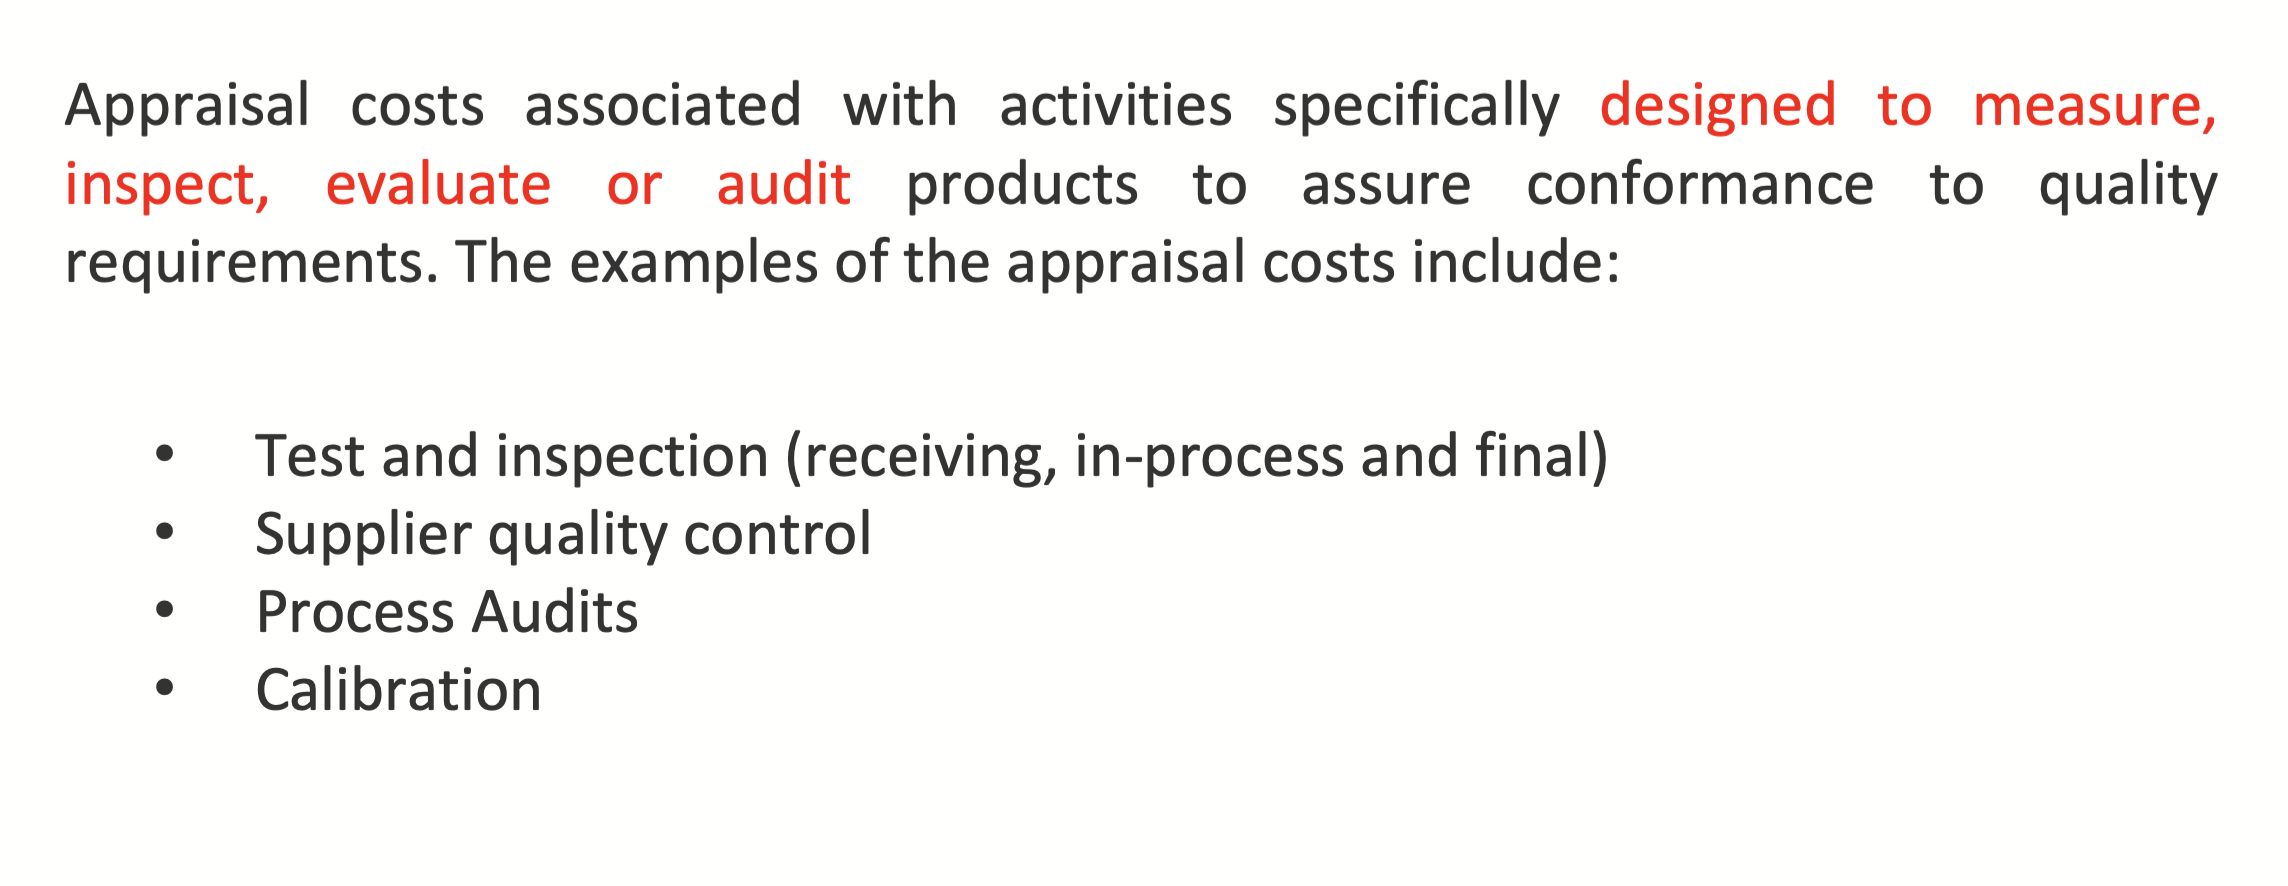 Appraisal costs associated with activities specifically designed to measure,
inspect, evaluate or audit products to assure conformance to quality
requirements. The examples of the appraisal costs include:
• Test and inspection (receiving, in-process and final)
• Supplier quality control
• Process Audits
• Calibration